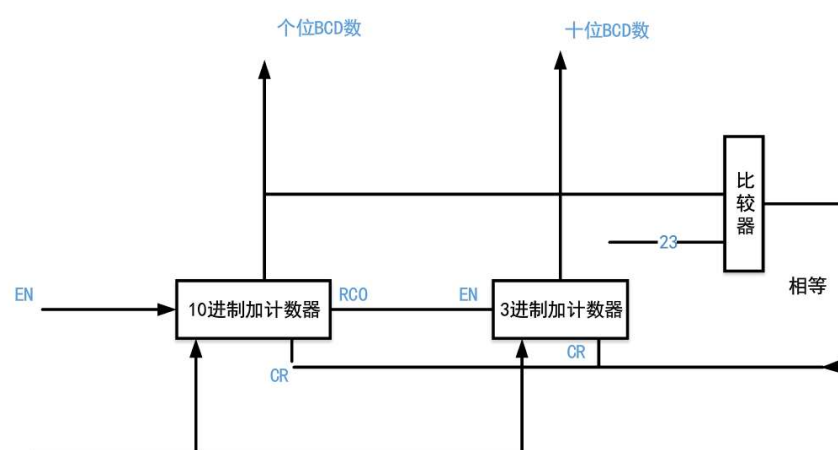 个位BCD数
十位BCD数
比较器
23
相等
EN
10进制加计数器
RCO
EN
3进制加计数器
CR
CR